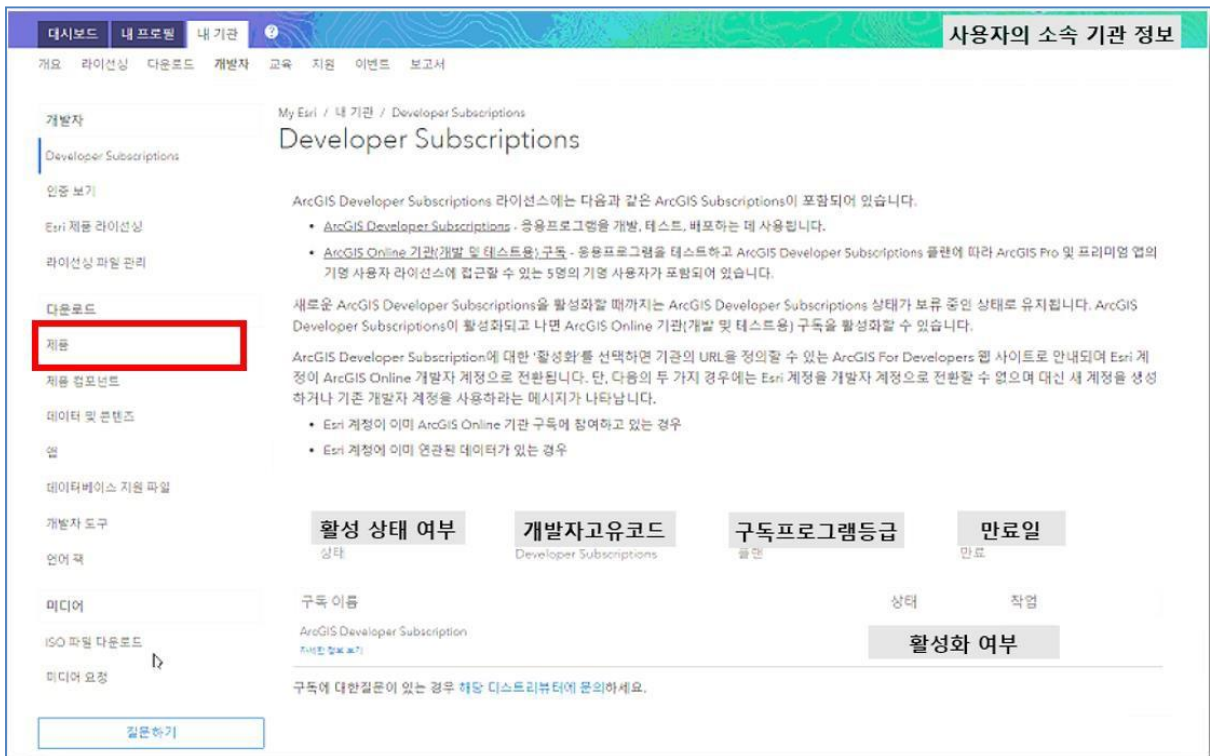 대시보드 내 프로필 내 기관 ?
사용자의 소속 기관 정보
개요 라이선싱 다운로드 개발자 교육 지원 이벤트 보고서
개발자
Developer Subscriptions
인증 보기
Esri 제품 라이선싱
라이선싱 파일 관리
다운로드
제품
제품 컴포넌트
데이터 및 콘텐츠
앱
데이터베이스 지원 파일
개발자 도구
언어 팩
미디어
ISO 파일 다운로드
미디어 요청
질문하기
My Esri / 내 기관 / Developer Subscriptions
Developer Subscriptions
ArcGIS Developer Subscriptions 라이선스에는 다음과 같은 ArcGIS Subscriptions이 포함되어 있습니다.
• ArcGIS Developer Subscriptions - 응용프로그램을 개발, 테스트, 배포하는 데 사용됩니다.
• ArcGIS Online 기관(개발 및 테스트용) 구독 - 응용프로그램을 테스트하고 ArcGIS Developer Subscriptions 플랜에 따라 ArcGIS Pro 및 프리미엄 앱의
기명 사용자 라이선스에 접근할 수 있는 5명의 기명 사용자가 포함되어 있습니다.
새로운 ArcGIS Developer Subscriptions을 활성화할 때까지는 ArcGIS Developer Subscriptions 상태가 보류 중인 상태로 유지됩니다. ArcGIS
Developer Subscriptions이 활성화되고 나면 ArcGIS Online 기관(개발 및 테스트용) 구독을 활성화할 수 있습니다.
ArcGIS Developer Subscription에 대한 '활성화'를 선택하면 기관의 URL을 정의할 수 있는 ArcGIS For Developers 웹 사이트로 안내되며 Esri 계
정이 ArcGIS Online 개발자 계정으로 전환됩니다. 단, 다음의 두 가지 경우에는 Esri 계정을 개발자 계정으로 전환할 수 없으며 대신 새 계정을 생성
하거나 기존 개발자 계정을 사용하라는 메시지가 나타납니다.
• Esri 계정이 이미 ArcGIS Online 기관 구독에 참여하고 있는 경우
• Esri 계정에 이미 연관된 데이터가 있는 경우
활성 상태 여부 개발자고유코드 구독프로그램등급 만료일
상태 Developer Subscriptions 플랜 만료
구독 이름 상태 작업
ArcGIS Developer Subscription
자세한 정보 보기
활성화 여부
구독에 대한질문이 있는 경우 해당 디스트리뷰터에 문의하세요.